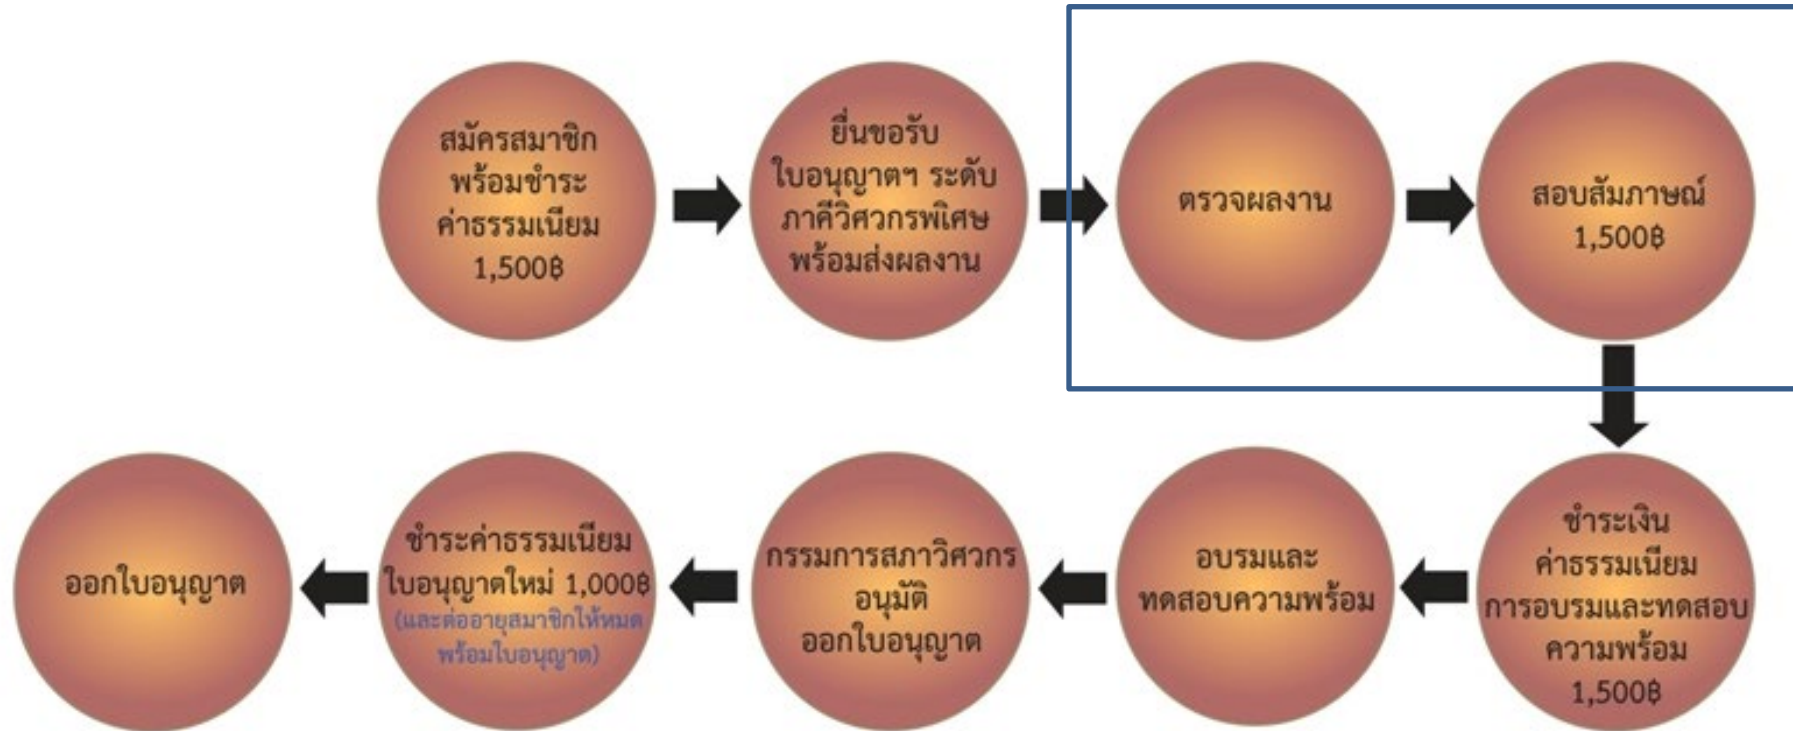 สมัครสมาชิก
พร้อมชำระ
ค่าธรรมเนียม
1,500฿
ยื่นขอรับ
ใบอนุญาตฯ ระดับ
ภาคีวิศวกรพิเศษ
พร้อมส่งผลงาน
ตรวจผลงาน
สอบสัมภาษณ์
1,500฿
ชำระเงิน
ค่าธรรมเนียม
การอบรมและทดสอบ
ความพร้อม
1,500฿
อบรมและ
ทดสอบความพร้อม
กรรมการสภาวิศวกร
อนุมัติ
ออกใบอนุญาต
ชำระค่าธรรมเนียม
ใบอนุญาตใหม่ 1,000฿
(และต่ออายุสมาชิกให้หมด
พร้อมใบอนุญาต)
ออกใบอนุญาต